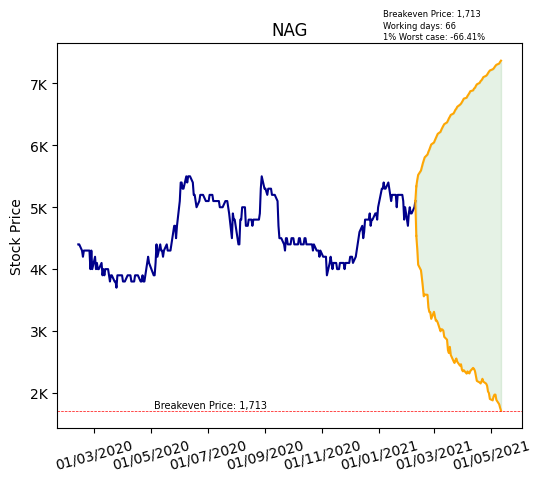 Breakeven Price: 1,713
Working days: 66
1% Worst case: -66.41%
NAG
Stock Price
7K
6K
5K
4K
3K
2K
Breakeven Price: 1,713
01/03/2020
01/05/2020
01/07/2020
01/09/2020
01/11/2020
01/01/2021
01/03/2021
01/05/2021